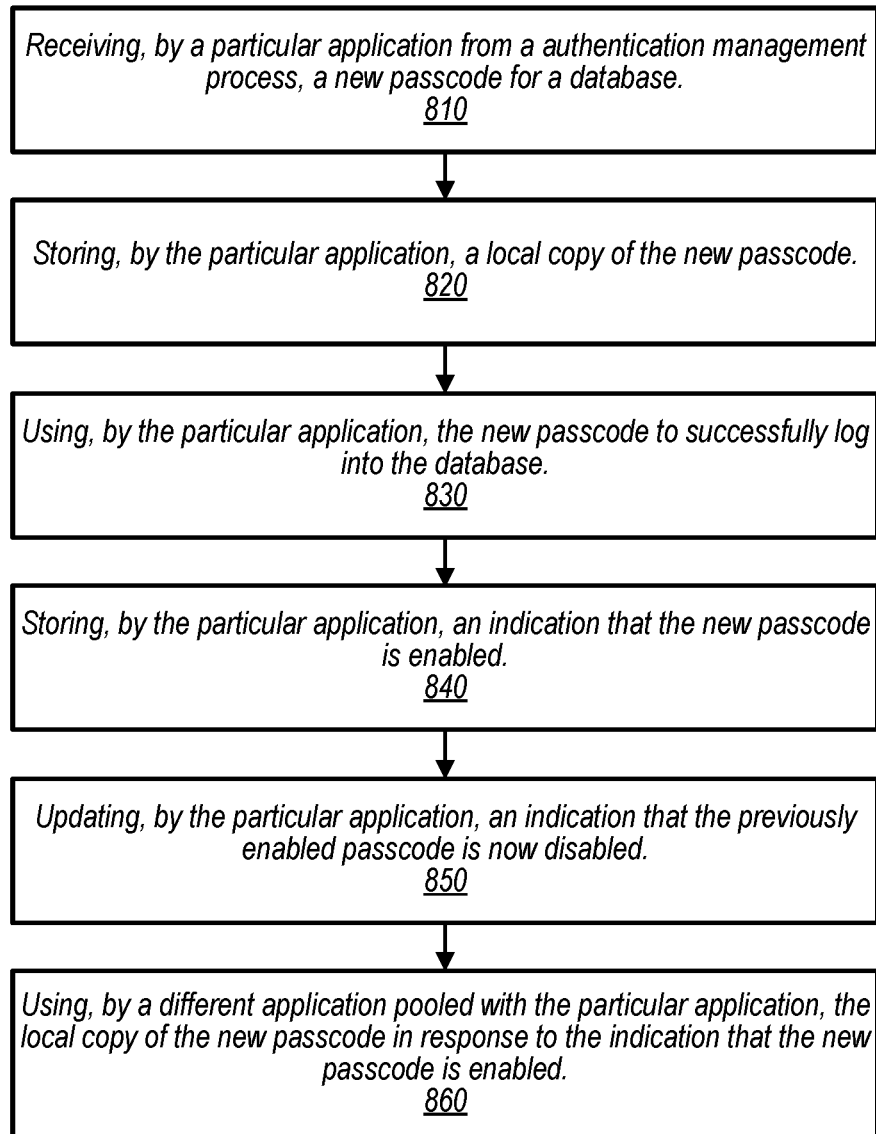 Receiving, by a particular application from a authentication management
process, a new passcode for a database.
810
Storing, by the particular application, a local copy of the new passcode.
820
Using, by the particular application, the new passcode to successfully log
into the database.
830
Storing, by the particular application, an indication that the new passcode
is enabled.
840
Updating, by the particular application, an indication that the previously
enabled passcode is now disabled.
850
Using, by a different application pooled with the particular application, the
local copy of the new passcode in response to the indication that the new
passcode is enabled.
860